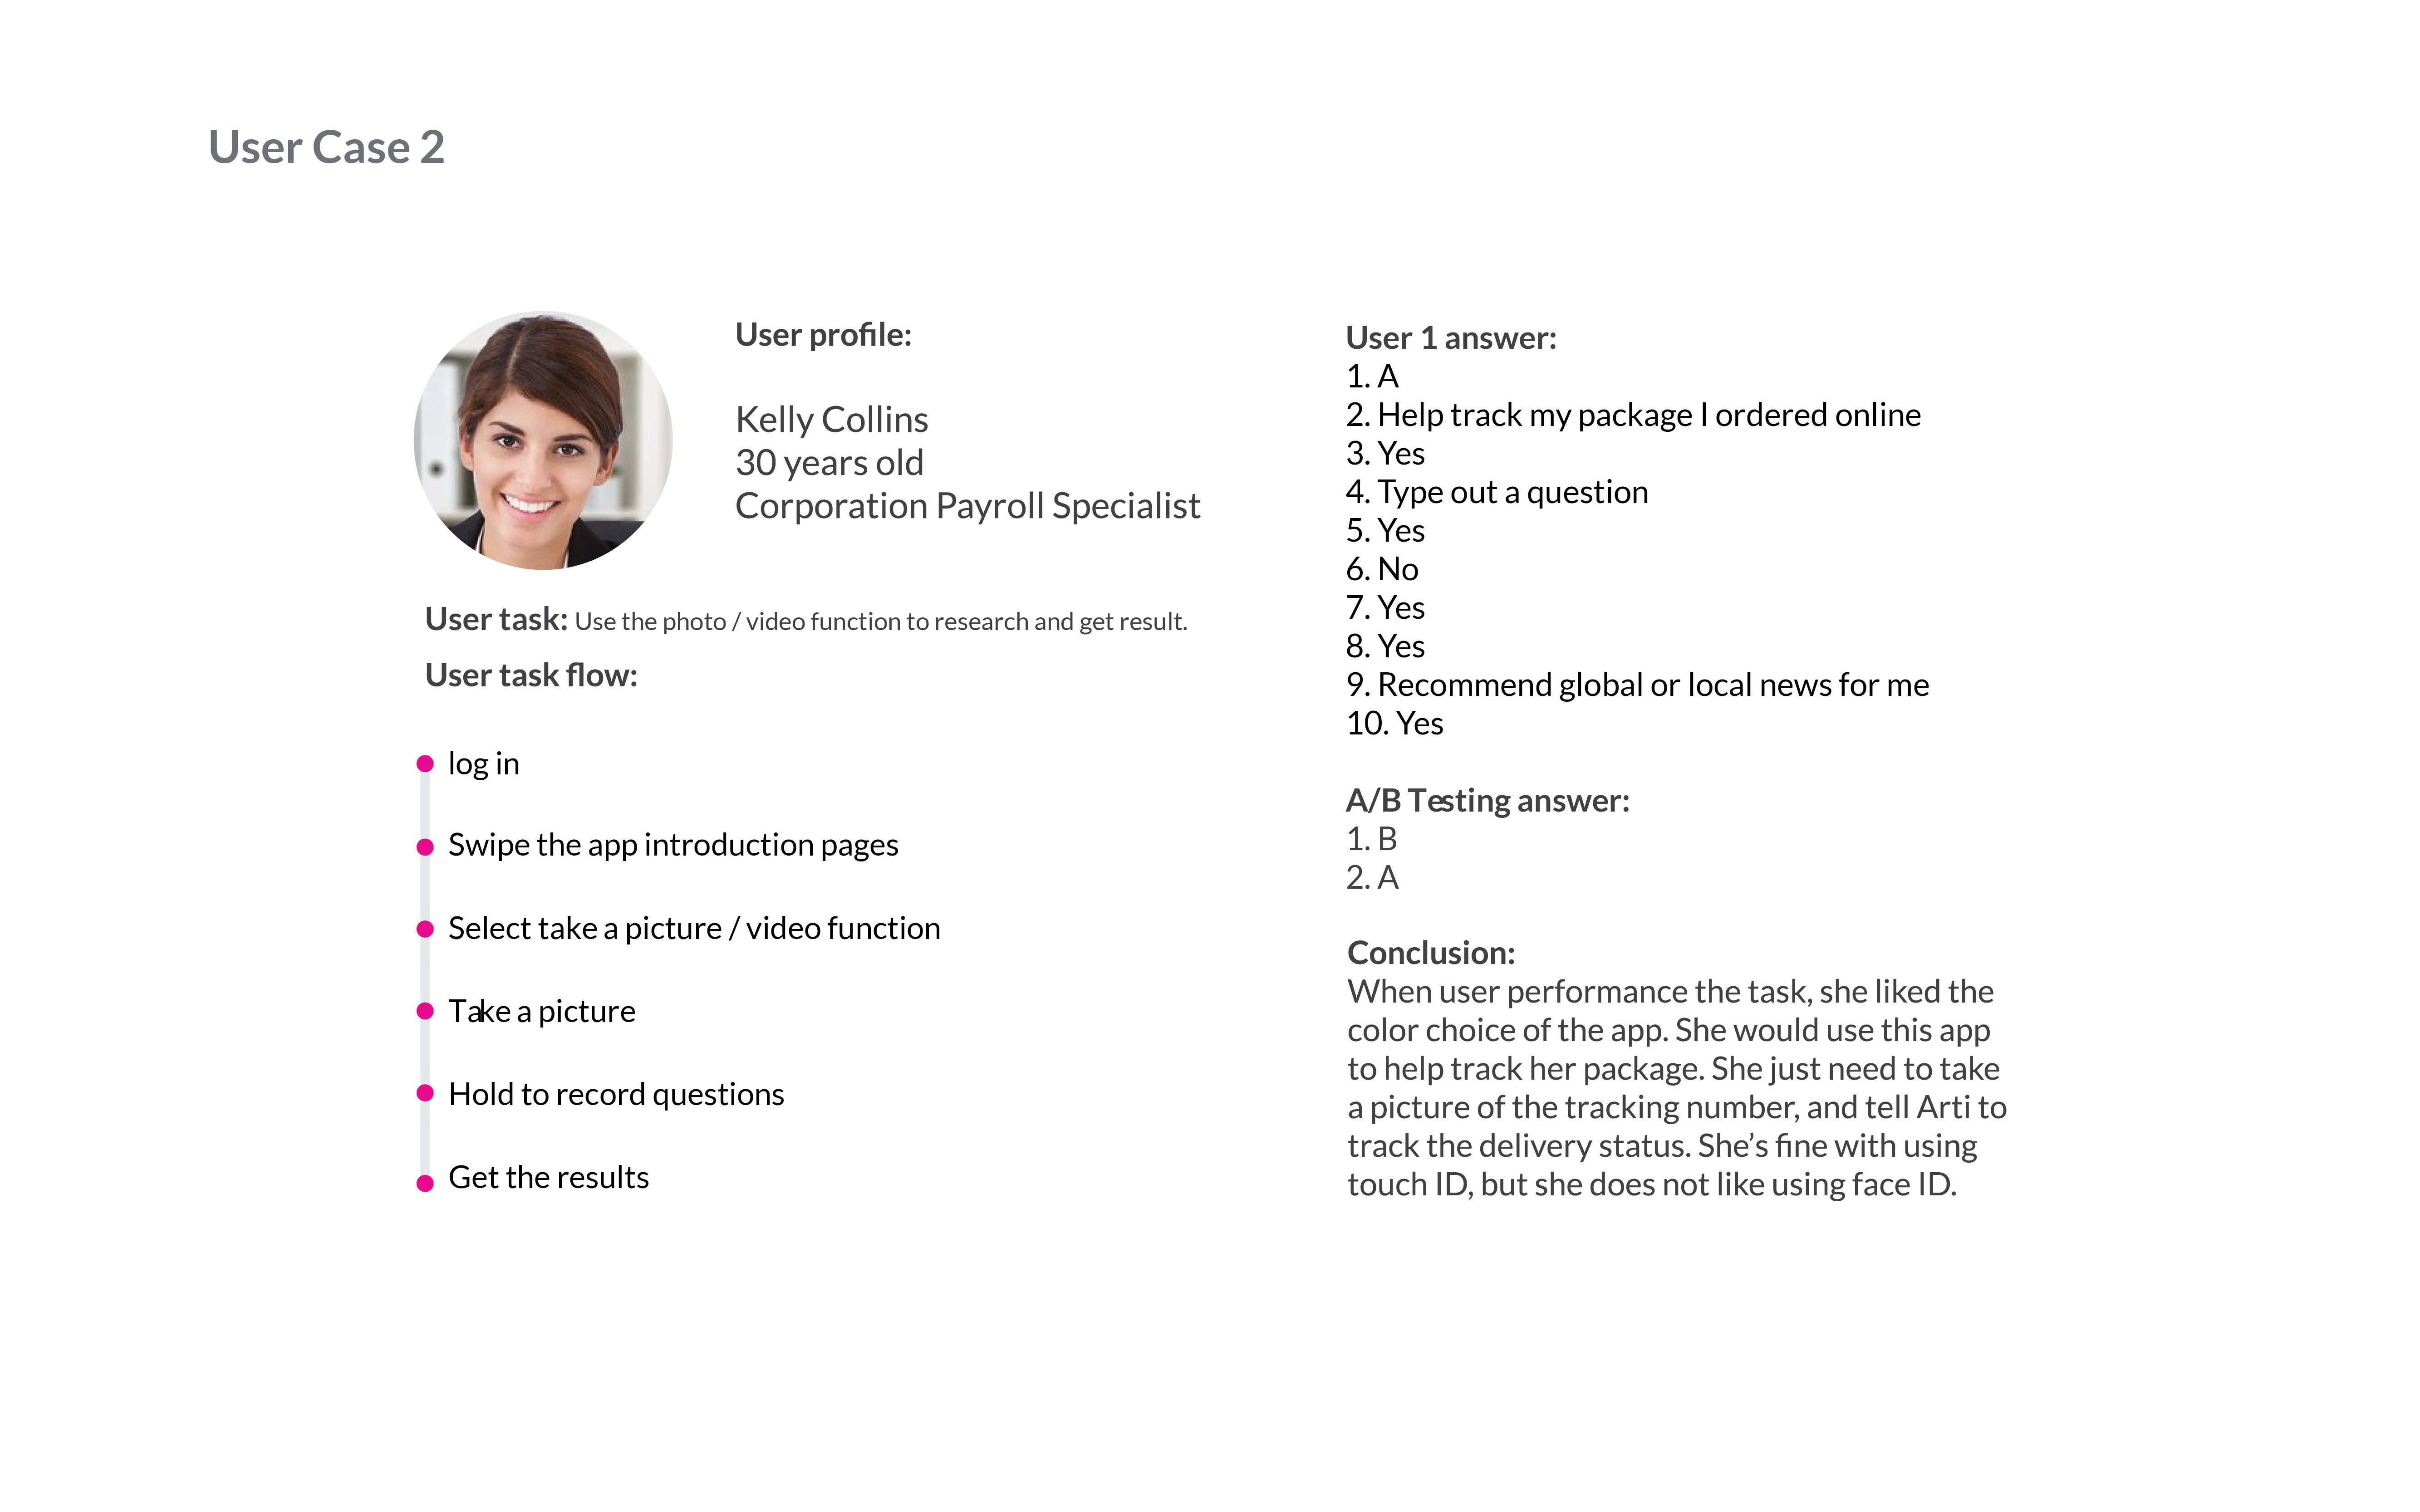 User Case 2
User profile:
Kelly Collins
30 years old
Corporation Payroll Specialist
User task: Use the photo / video function to research and get result.
User task flow:
log in
Swipe the app introduction pages
Select take a picture / video function
Take a picture
Hold to record questions
Get the results
User 1 answer:
1. A
2. Help track my package I ordered online
3. Yes
4. Type out a question
5. Yes
6. No
7. Yes
8. Yes
9. Recommend global or local news for me
10. Yes
A/B Testing answer:
1. B
2. A
Conclusion:
When user performance the task, she liked the
color choice of the app. She would use this app
to help track her package. She just need to take
a picture of the tracking number, and tell Arti to
track the delivery status. She’s fine with using
touch ID, but she does not like using face ID.